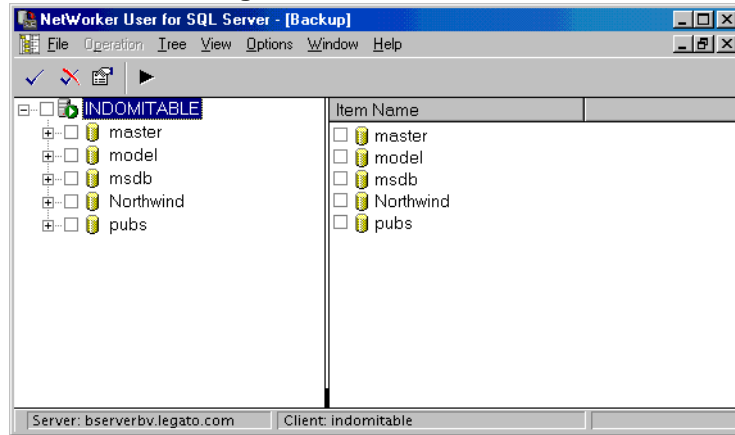 NetWorker User for SQL Server - [Backup]
File Operation Tree View Options Window Help
INDOMITABLE
master
model
msdb
Northwind
pubs
Item Name
master
model
msdb
Northwind
pubs
Server: bserverbv.legato.com Client: indomitable